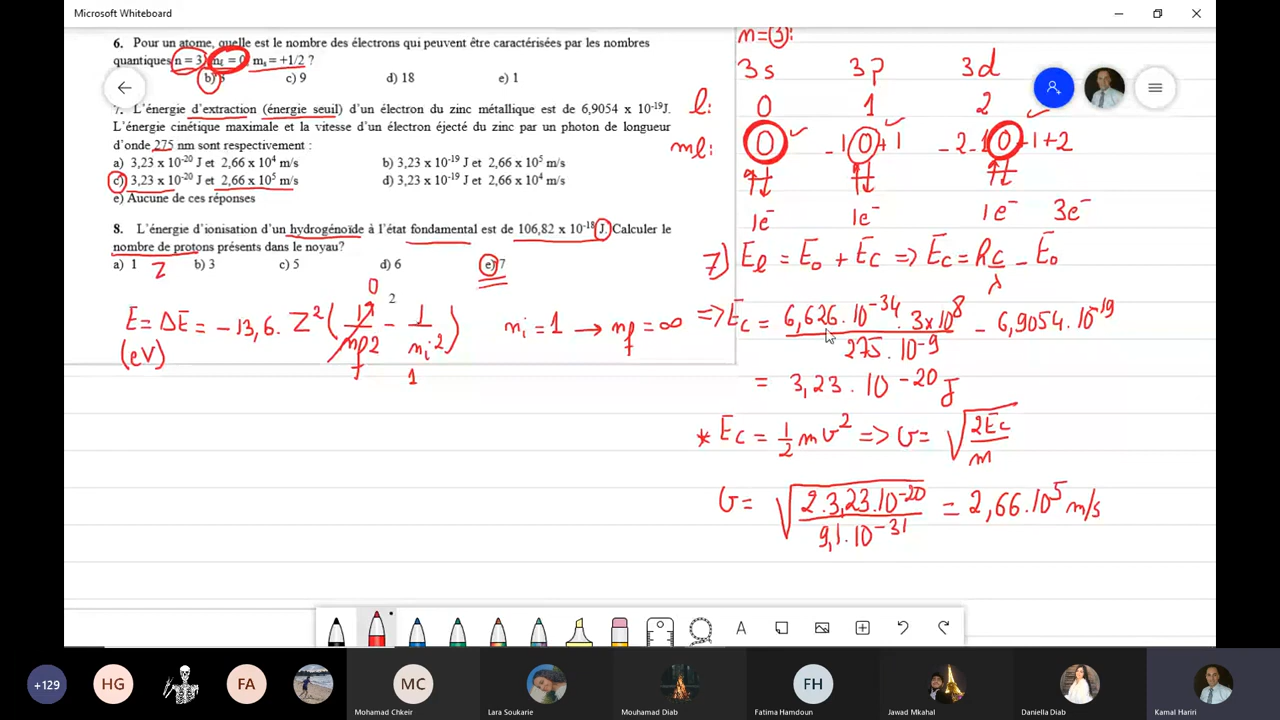 Microsoft Whiteboard
6. Pour un atome, quelle est le nombre des électrons qui peuvent être caractérisées par les nombres
quantiques n = 3, mℓ = 0, ms = +1/2 ?
b) 3 c) 9 d) 18 e) 1
7. L'énergie d'extraction (énergie seuil) d'un électron du zinc métallique est de 6,9054 x 10-19J.
L'énergie cinétique maximale et la vitesse d'un électron éjecté du zinc par un photon de longueur
d'onde 275 nm sont respectivement :
a) 3,23 x 10-20 J et 2,66 x 104 m/s b) 3,23 x 10-19 J et 2,66 x 105 m/s
c) 3,23 x 10-20 J et 2,66 x 105 m/s d) 3,23 x 10-19 J et 2,66 x 104 m/s
e) Aucune de ces réponses
8. L'énergie d'ionisation d'un hydrogénoïde à l'état fondamental est de 106,82 x 10-18 J. Calculer le
nombre de protons présents dans le noyau?
a) 1 b) 3 c) 5 d) 6 e) 7
Z
0
2
E = ΔE = -13,6. Z² (1/nf² - 1/ni²) ni = 1 → nf = ∞
(eV)
1
n = 3:
3s 3p 3d
l: 0 1 2
ml: 0 -1 0 +1 -2 -1 0 +1 +2
1e⁻ 1e⁻ 1e⁻ 3e⁻
7) El = E₀ + Ec => Ec = hc/λ - E₀
=> Ec = 6,626.10⁻³⁴ . 3x10⁸ / 275.10⁻⁹ - 6,9054.10⁻¹⁹
= 3,23.10⁻²⁰ J
* Ec = 1/2 mv² => v = √(2Ec/m)
v = √(2.3,23.10⁻²⁰ / 9,1.10⁻³¹) = 2,66.10⁵ m/s
+129 HG FA MC FH
Mohamad Chkeir Lara Soukarie Mouhamad Diab Fatima Hamdoun Jawad Mkahal Daniella Diab Kamal Hariri